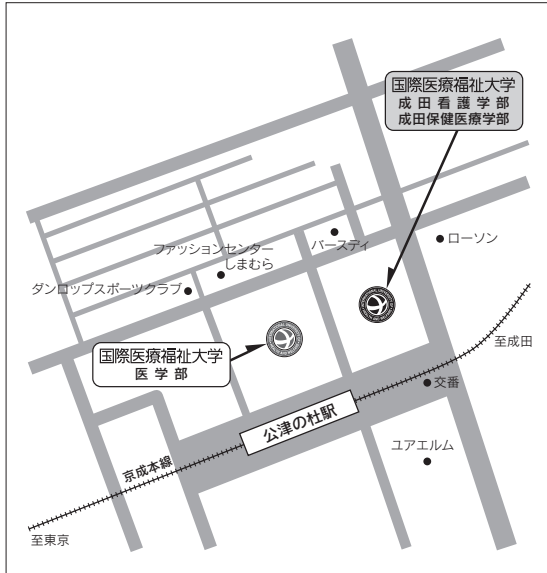 国際医療福祉大学
成田看護学部
成田保健医療学部
ファッションセンター
しまむら
バースデイ
ローソン
ダンロップスポーツクラブ
国際医療福祉大学
医学部
至成田
交番
公津の杜駅
ユアエルム
京成本線
至東京